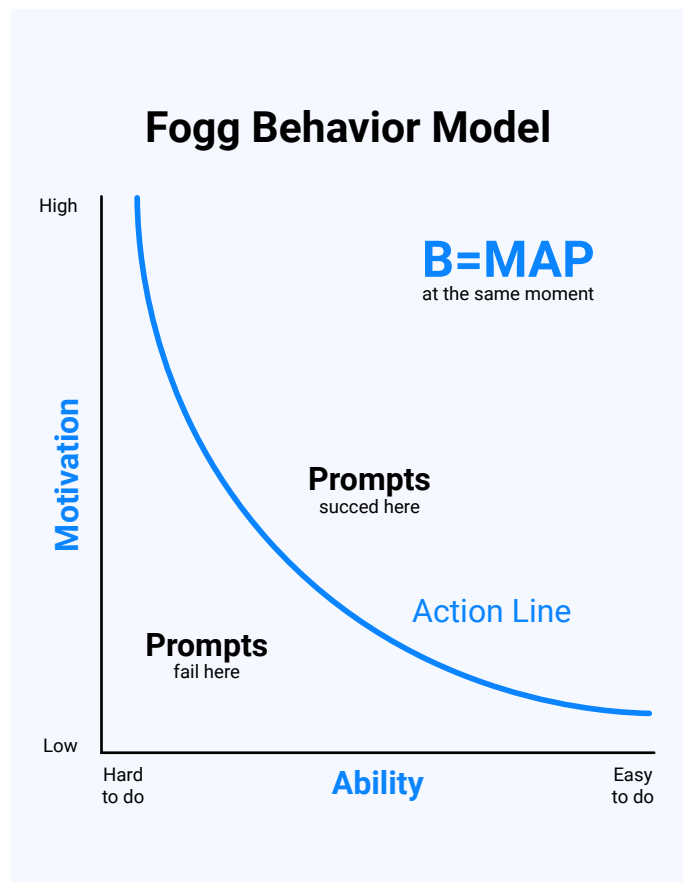 Fogg Behavior Model
High
B=MAP
at the same moment
Motivation
Prompts
succed here
Action Line
Prompts
fail here
Low
Hard
to do
Ability
Easy
to do